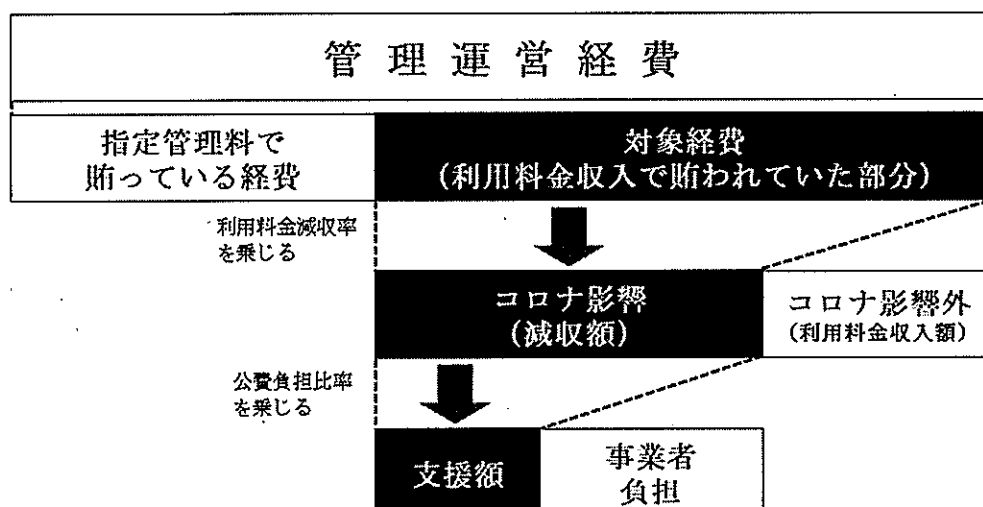 管理運営経費
指定管理料で
賄っている経費
対象経費
(利用料金収入で賄われていた部分)
利用料金減収率
を乗じる
コロナ影響
(減収額)
コロナ影響外
(利用料金収入額)
公費負担比率
を乗じる
支援額
事業者
負担